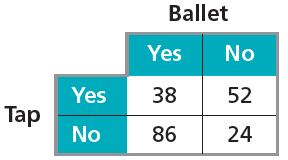 Ballet
Yes No
Tap Yes 38 52
No 86 24